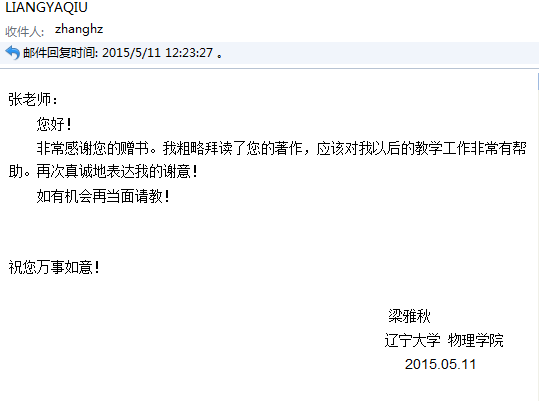 LIANGYAQIU
收件人: zhanghz
邮件回复时间: 2015/5/11 12:23:27 。
张老师：
您好！
非常感谢您的赠书。我粗略拜读了您的著作，应该对我以后的教学工作非常有帮
助。再次真诚地表达我的谢意！
如有机会再当面请教！
祝您万事如意！
梁雅秋
辽宁大学 物理学院
2015.05.11